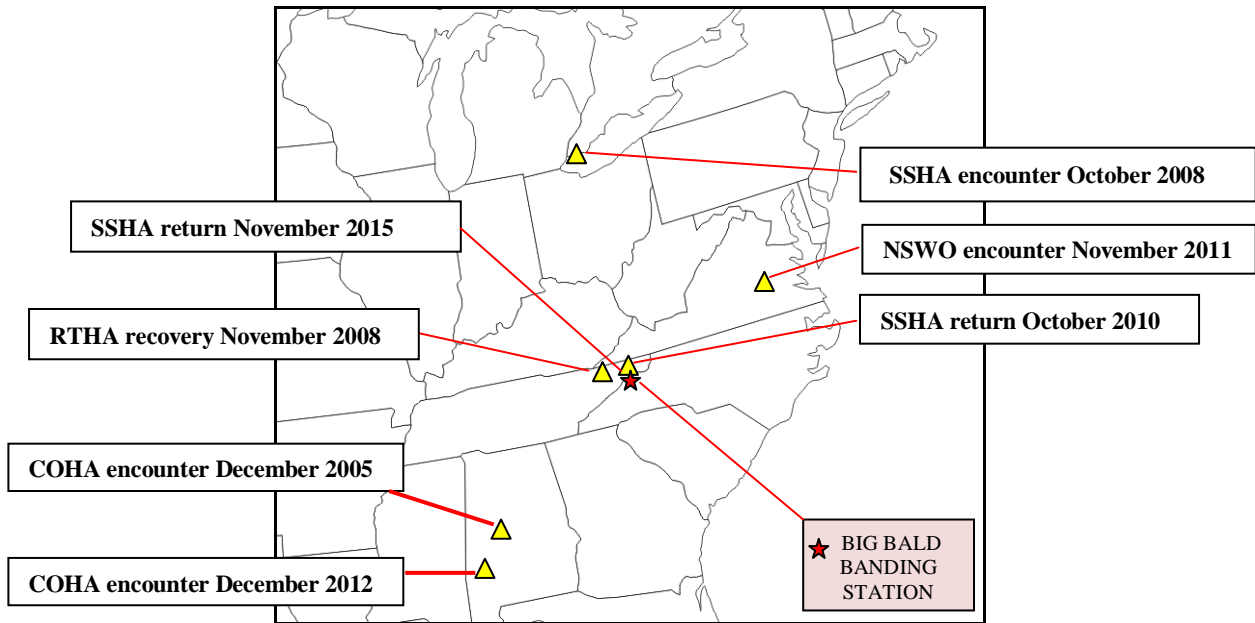 SSHA encounter October 2008
SSHA return November 2015
NSWO encounter November 2011
RTHA recovery November 2008
SSHA return October 2010
COHA encounter December 2005
COHA encounter December 2012
BIG BALD
BANDING
STATION